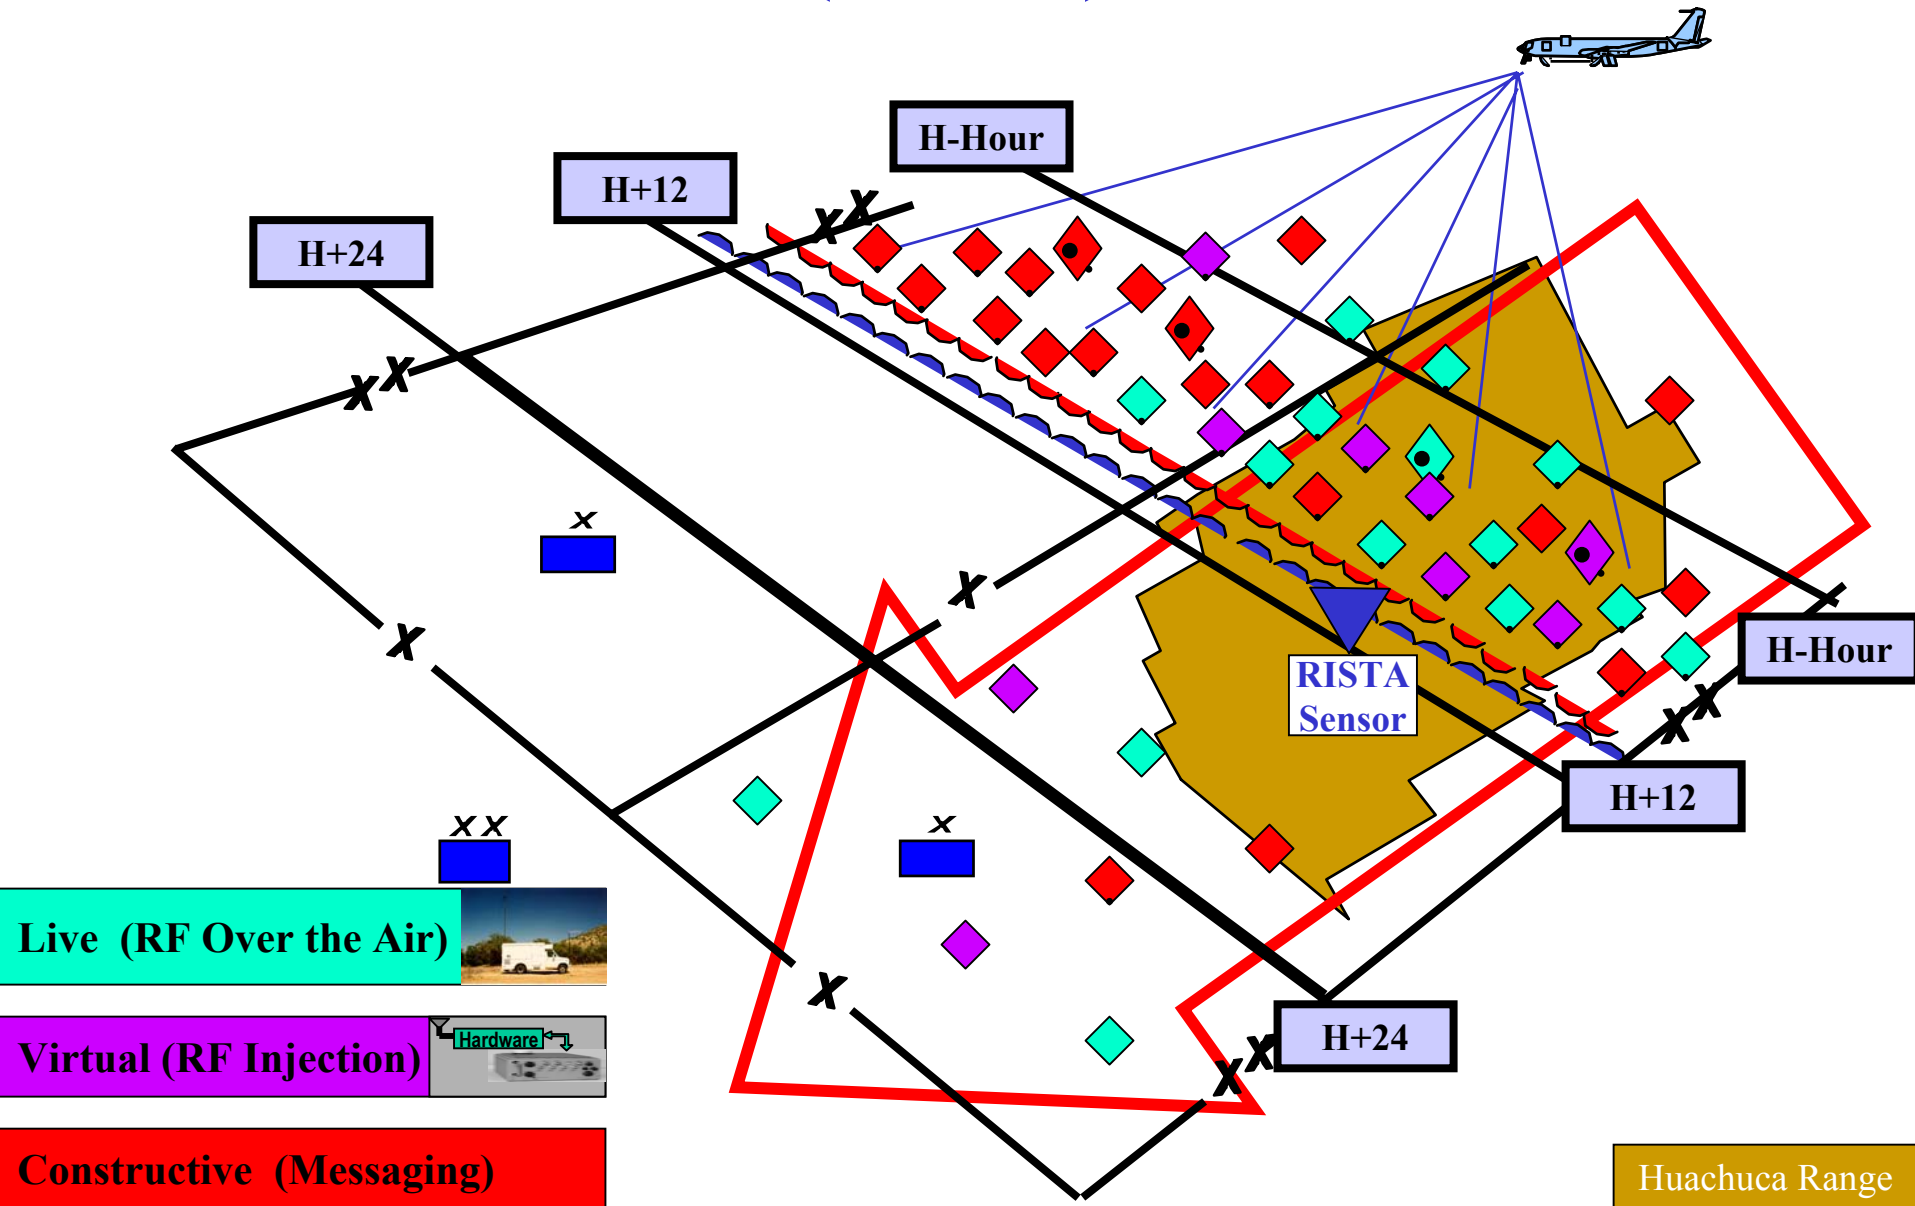 H-Hour
H+12
H+24
X X
X X
x
X
X
RISTA
Sensor
H-Hour
X X
H+12
X X
x
Live (RF Over the Air)
X
H+24
X X
Virtual (RF Injection)
Hardware
Constructive (Messaging)
Huachuca Range